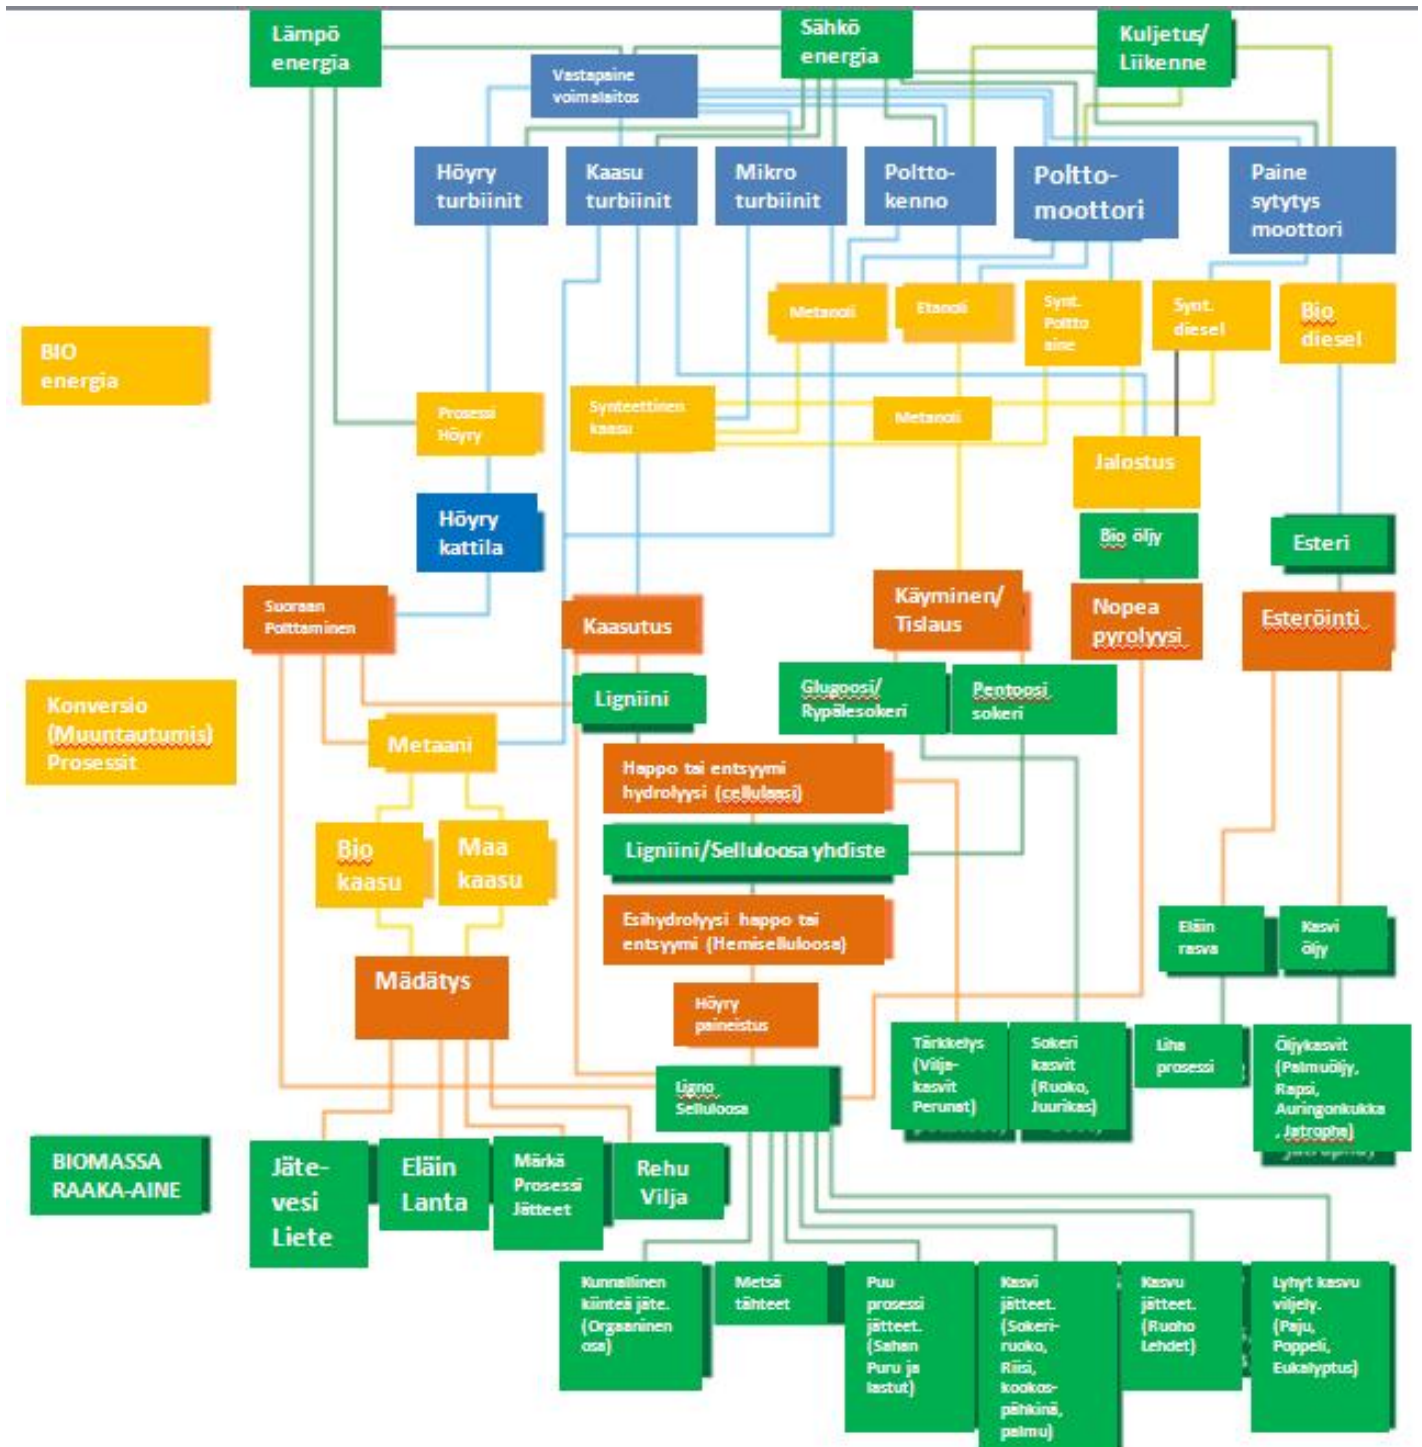 Lämpö
energia
Sähkö
energia
Kuljetus/
Liikenne
Vastapaine
voimalaitos
Höyry
turbiinit
Kaasu
turbiinit
Mikro
turbiinit
Poltto-
kenno
Poltto-
moottori
Paine
sytytys
moottori
Metanoli
Etanoli
Synt.
Poltto
aine
Synt.
diesel
Bio
diesel
BIO
energia
Prosessi
Höyry
Synteettinen
kaasu
Metanoli
Jalostus
Höyry
kattila
Bio öljy
Esteri
Suoraan
Polttaminen
Kaasutus
Käyminen/
Tislaus
Nopea
pyrolyysi
Esteröinti
Konversio
(Muuntautumis)
Prosessit
Ligniini
Glugoosi/
Rypälesokeri
Pentoosi
sokeri
Metaani
Happo tai entsyymi
hydrolyysi (cellulaasi)
Bio
kaasu
Maa
kaasu
Ligniini/Selluloosa yhdiste
Esihydrolyysi happo tai
entsyymi (Hemiselluloosa)
Eläin
rasva
Kasvi
öljy
Mädätys
Höyry
paineistus
Tärkkelys
(Vilja-
kasvit
Perunat)
Sokeri
kasvit
(Ruoko,
Juurikas)
Liha
prosessi
Öljykasvit
(Palmuöljy,
Rapsi,
Auringonkukka
, Jatropha)
Ligno
Selluloosa
BIOMASSA
RAAKA-AINE
Jäte-
vesi
Liete
Eläin
Lanta
Märkä
Prosessi
Jätteet
Rehu
Vilja
Kunnallinen
kiinteä jäte.
(Orgaaninen
osa)
Metsä
tähteet
Puu
prosessi
jätteet.
(Sahan
Puru ja
lastut)
Kasvi
jätteet.
(Sokeri-
ruoko,
Riisi,
kookos-
pähkinä,
palmu)
Kasvu
jätteet.
(Ruoho
Lehdet)
Lyhyt kasvu
viljely.
(Paju,
Poppeli,
Eukalyptus)